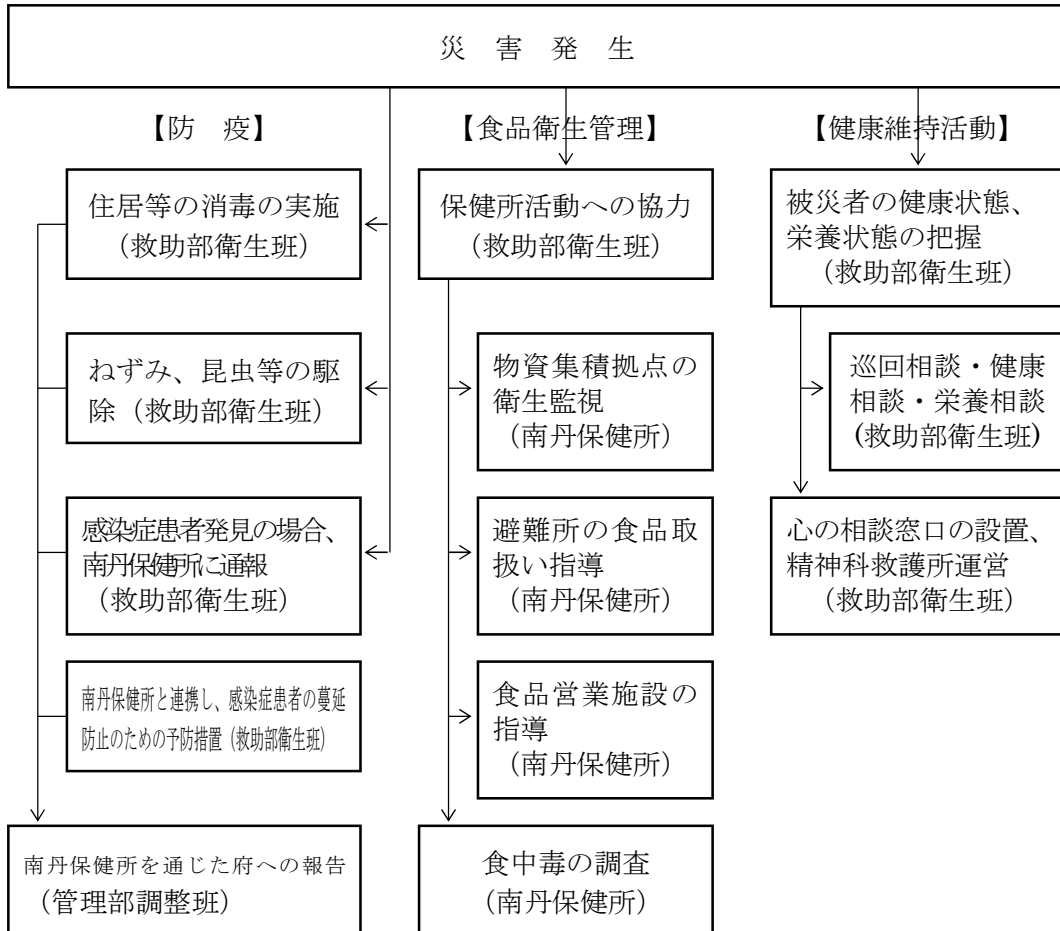 災　害　発　生
【防　疫】
住居等の消毒の実施
（救助部衛生班）
ねずみ、昆虫等の駆
除（救助部衛生班）
感染症患者発見の場合、
南丹保健所に通報
（救助部衛生班）
南丹保健所と連携し、感染症患者の蔓延
防止のための予防措置（救助部衛生班）
南丹保健所を通じた府への報告
（管理部調整班）
【食品衛生管理】
保健所活動への協力
（救助部衛生班）
物資集積拠点の
衛生監視
（南丹保健所）
避難所の食品取
扱い指導
（南丹保健所）
食品営業施設の
指導
（南丹保健所）
食中毒の調査
（南丹保健所）
【健康維持活動】
被災者の健康状態、
栄養状態の把握
（救助部衛生班）
巡回相談・健康
相談・栄養相談
(救助部衛生班)
心の相談窓口の設置、
精神科救護所運営
（救助部衛生班）